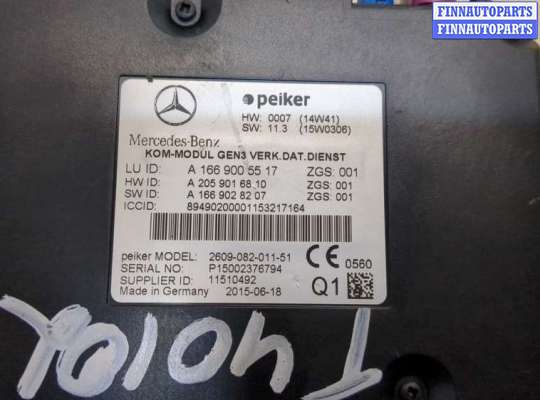 FINNAUTOPARTS
FINNAUTOPARTS
peiker
HW: 0007 (14W41)
SW: 11.3 (15W0306)
Mercedes-Benz
KOM-MODUL GEN3 VERK.DAT.DIENST
LU ID: A 166 900 55 17 ZGS: 001
HW ID: A 205 901 68 10 ZGS: 001
SW ID: A 166 902 82 07 ZGS: 001
ICCID: 89490200001153217164
peiker MODEL: 2609-082-011-51
SERIAL NO: P15002376794
SUPPLIER ID: 11510492
Made in Germany 2015-06-18
CE 0560
Q1